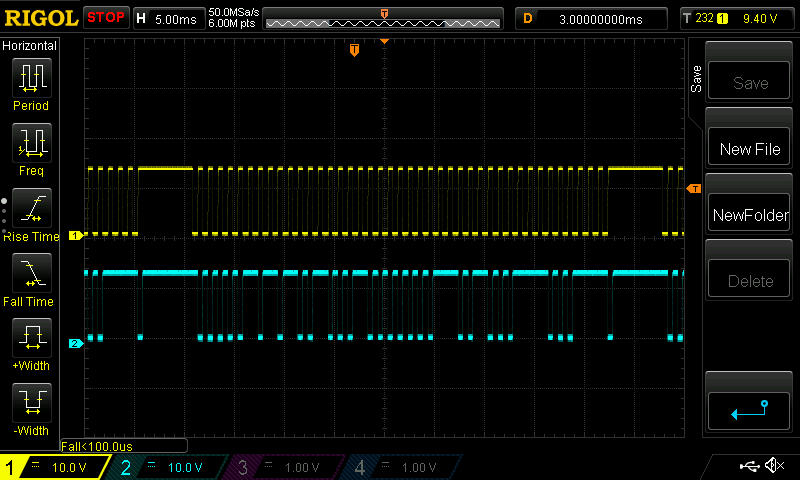 RIGOL STOP H 5.00ms 50.0MSa/s 6.00M pts T D 3.00000000ms T 232 1 9.40 V
Horizontal
Period
Freq
Rise Time
Fall Time
+Width
-Width
T
T
1
2
Fall<100.0us
Save
Save
New File
NewFolder
Delete
1 = 10.0 V 2 = 10.0 V 3 = 1.00 V 4 = 1.00 V